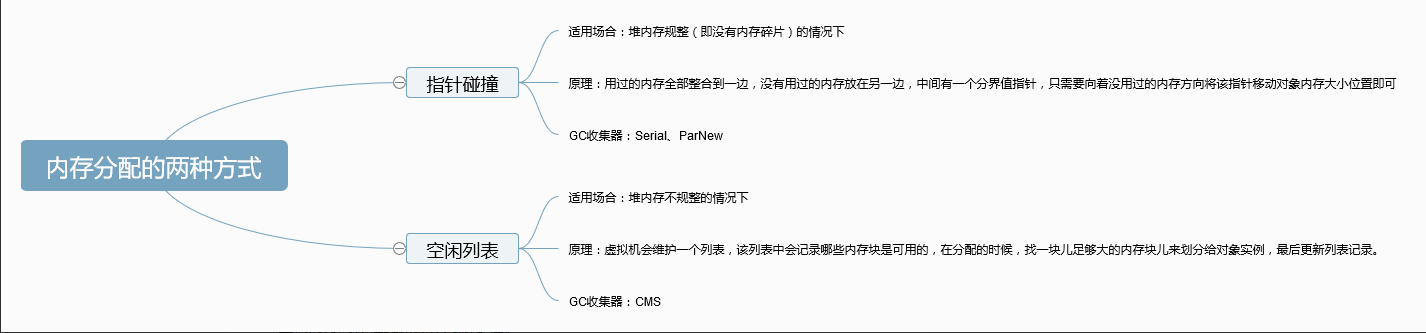 内存分配的两种方式
指针碰撞
适用场合：堆内存规整（即没有内存碎片）的情况下
原理：用过的内存全部整合到一边，没有用过的内存放在另一边，中间有一个分界值指针，只需要向着没用过的内存方向将该指针移动对象内存大小位置即可
GC收集器：Serial、ParNew
空闲列表
适用场合：堆内存不规整的情况下
原理：虚拟机会维护一个列表，该列表中会记录哪些内存块是可用的，在分配的时候，找一块儿足够大的内存块儿来划分给对象实例，最后更新列表记录。
GC收集器：CMS